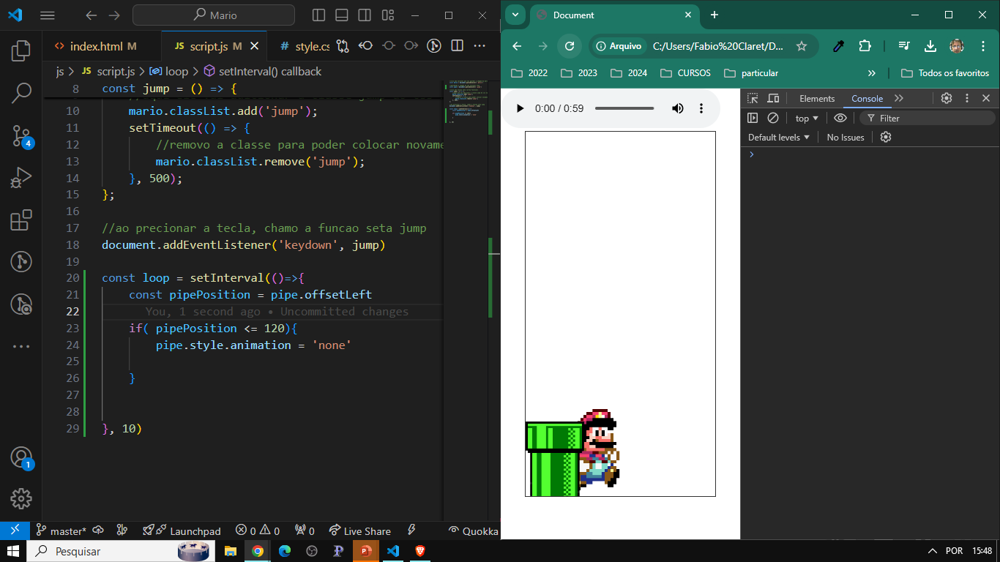 Mario
index.html M
JS script.js M
# style.cs
js > JS script.js > loop > setInterval() callback
8 const jump = () => {
10 mario.classList.add('jump');
11 setTimeout(() => {
12 //removo a classe para poder colocar novame
13 mario.classList.remove('jump');
14 }, 500);
15 };
16
17 //ao precionar a tecla, chamo a funcao seta jump
18 document.addEventListener('keydown', jump)
19
20 const loop = setInterval(()=>{
21 const pipePosition = pipe.offsetLeft
22 You, 1 second ago • Uncommitted changes
23 if( pipePosition <= 120){
24 pipe.style.animation = 'none'
25
26 }
27
28
29 }, 10)
4
1
master*
Launchpad
0 0
0
Live Share
Quokka
Document
Arquivo
C:/Users/Fabio%20Claret/D...
2022
2023
2024
CURSOS
particular
Todos os favoritos
0:00 / 0:59
Elements
Console
top
Filter
Default levels
No Issues
Pesquisar
POR
15:48